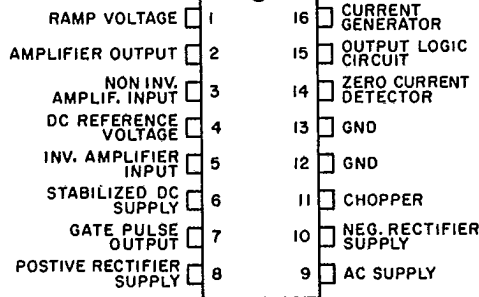 RAMP VOLTAGE 1
AMPLIFIER OUTPUT 2
NON INV.
AMPLIF. INPUT 3
DC REFERENCE
VOLTAGE 4
INV. AMPLIFIER
INPUT 5
STABILIZED DC
SUPPLY 6
GATE PULSE
OUTPUT 7
POSTIVE RECTIFIER
SUPPLY 8
16 CURRENT
GENERATOR
15 OUTPUT LOGIC
CIRCUIT
14 ZERO CURRENT
DETECTOR
13 GND
12 GND
11 CHOPPER
10 NEG. RECTIFIER
SUPPLY
9 AC SUPPLY